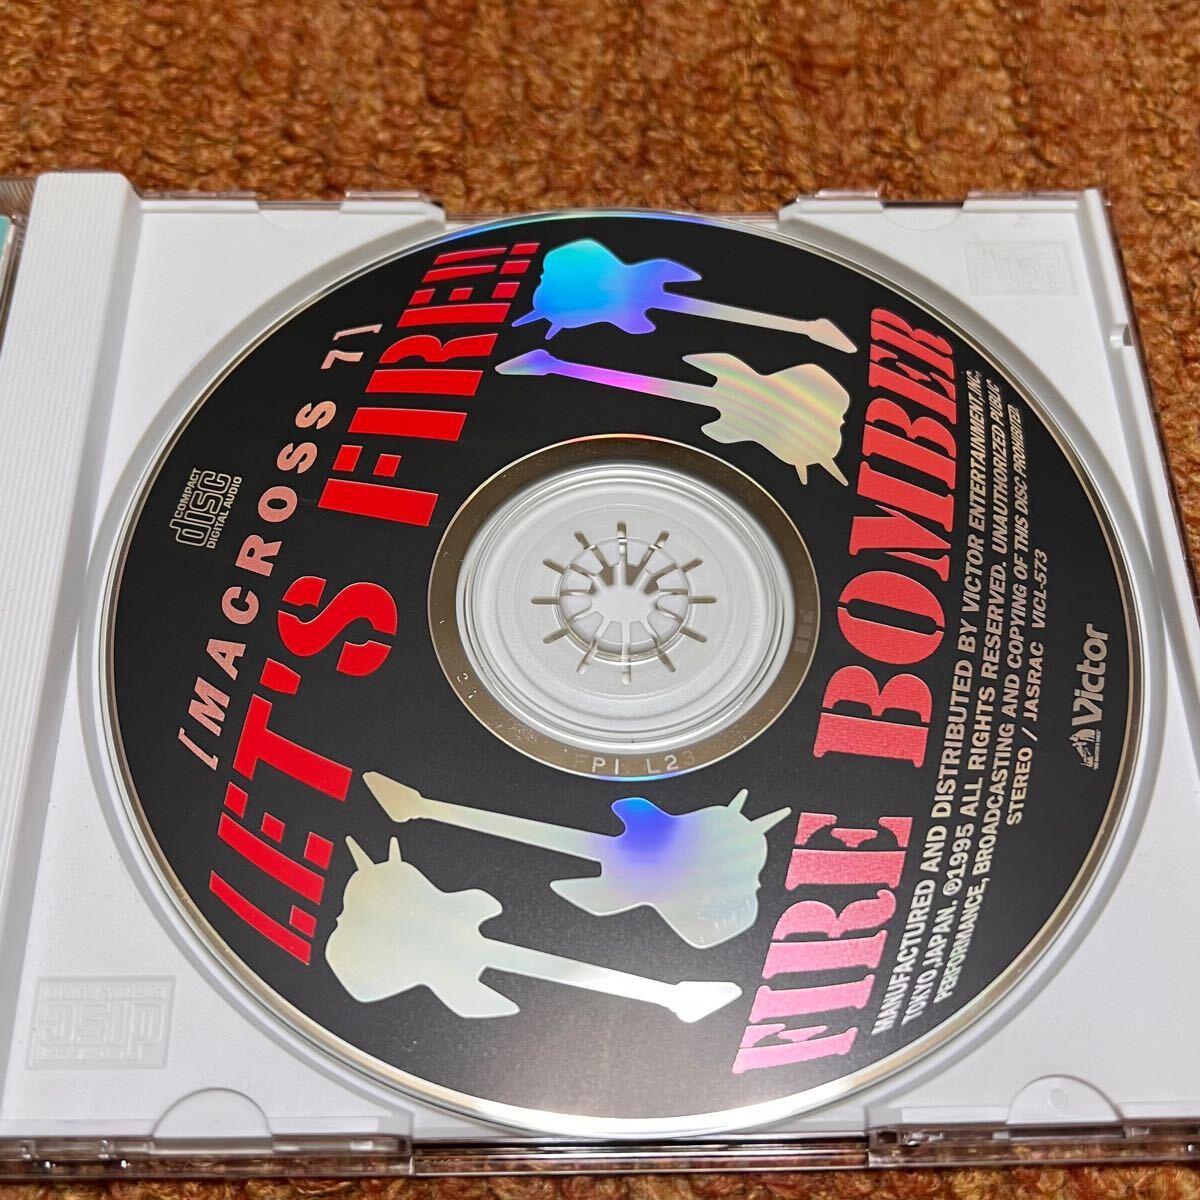 [MACROSS 7]
LET'S FIRE!!
COMPACT
disc
DIGITAL AUDIO
FIRE BOMBER
MANUFACTURED AND DISTRIBUTED BY VICTOR ENTERTAINMENT, INC.
TOKYO, JAPAN. ℗1995 ALL RIGHTS RESERVED. UNAUTHORIZED PUBLIC
PERFORMANCE, BROADCASTING AND COPYING OF THIS DISC PROHIBITED.
STEREO / JASRAC VICL-573
Victor
FPI L23